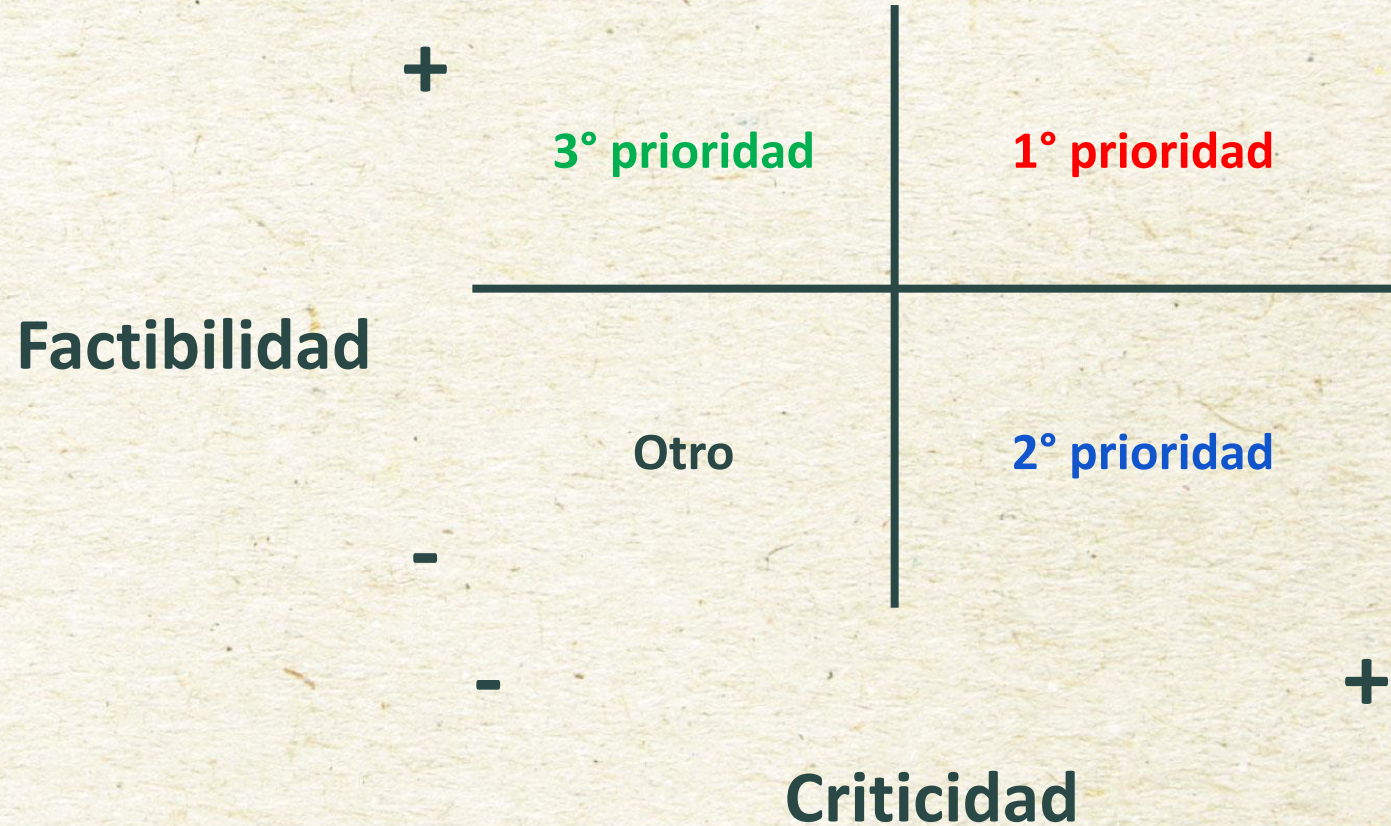 +
3° prioridad
1° prioridad
Factibilidad
Otro
2° prioridad
-
-
+
Criticidad